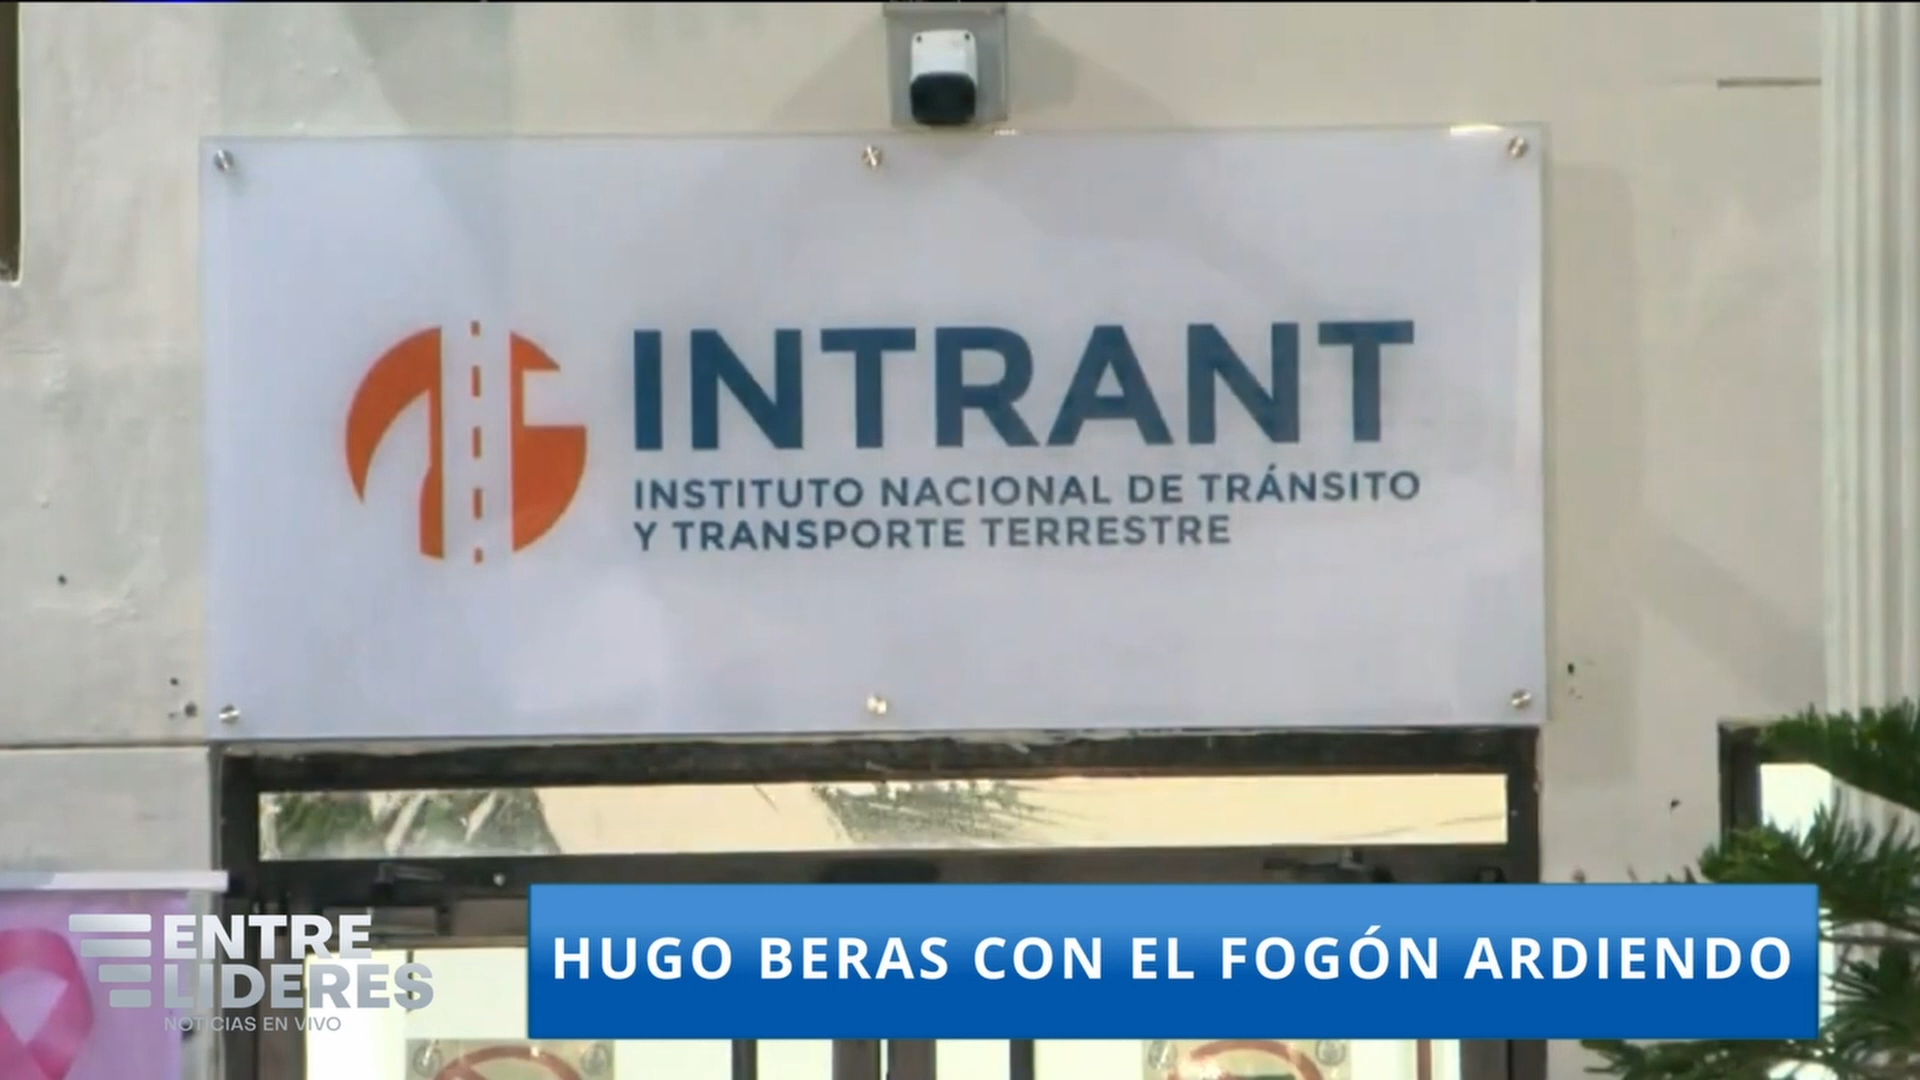 INTRANT
INSTITUTO NACIONAL DE TRÁNSITO
Y TRANSPORTE TERRESTRE
ENTRE
LIDERES
NOTICIAS EN VIVO
HUGO BERAS CON EL FOGÓN ARDIENDO